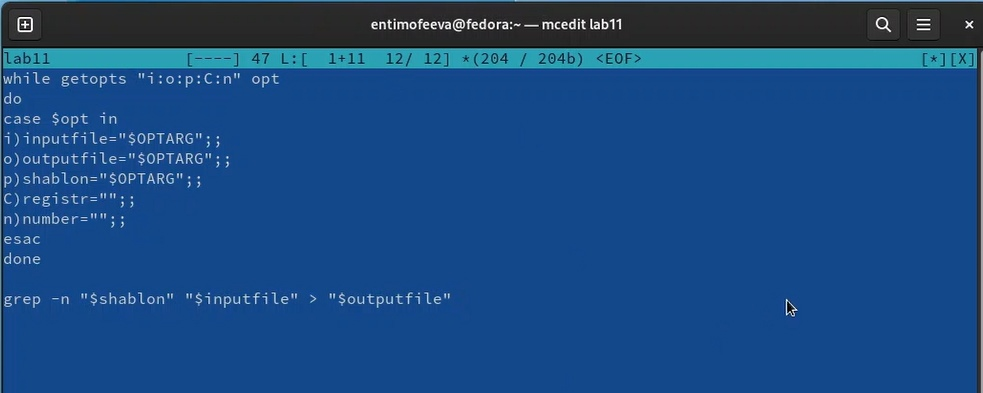 entimofeeva@fedora:~ — mcedit lab11
lab11 [----] 47 L:[ 1+11 12/ 12] *(204 / 204b) <EOF> [*][X]
while getopts "i:o:p:C:n" opt
do
case $opt in
i)inputfile="$OPTARG";;
o)outputfile="$OPTARG";;
p)shablon="$OPTARG";;
C)registr="";;
n)number="";;
esac
done
grep -n "$shablon" "$inputfile" > "$outputfile"